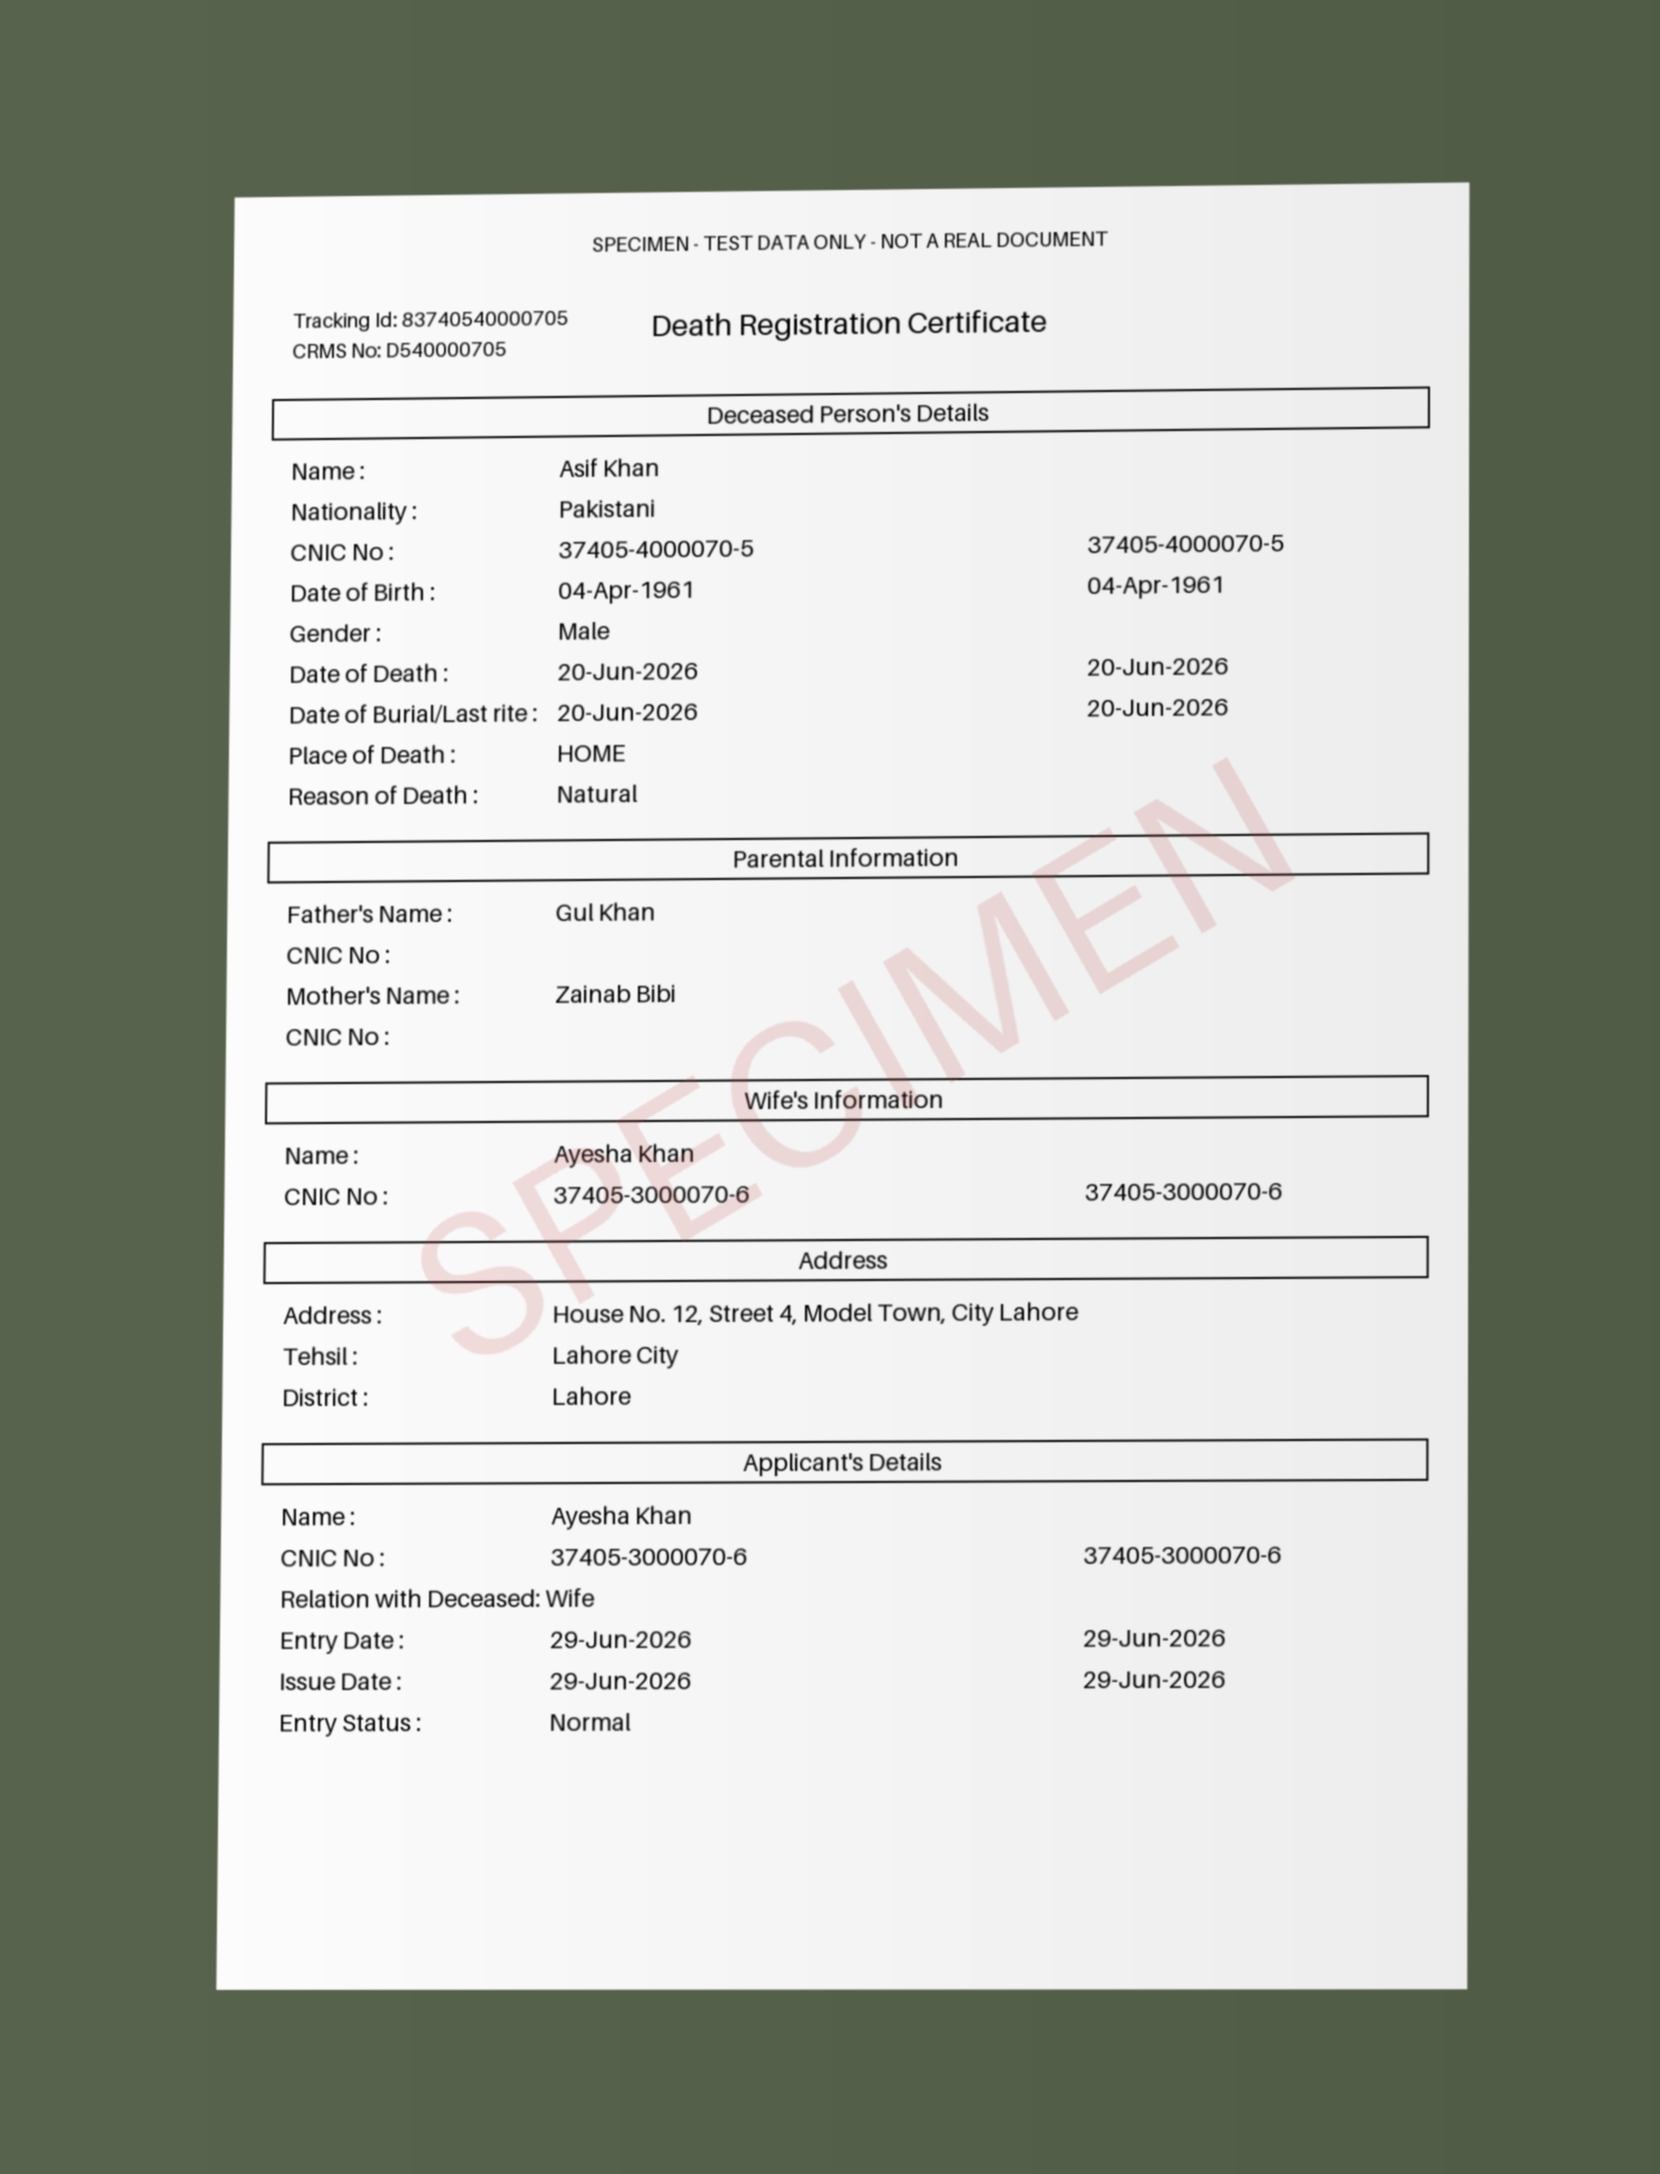 SPECIMEN - TEST DATA ONLY - NOT A REAL DOCUMENT
Tracking Id: 83740540000705
Death Registration Certificate
CRMS No: D540000705
Deceased Person's Details
Name : Asif Khan
Nationality : Pakistani
CNIC No : 37405-4000070-5 37405-4000070-5
Date of Birth : 04-Apr-1961 04-Apr-1961
Gender : Male
Date of Death : 20-Jun-2026 20-Jun-2026
Date of Burial/Last rite : 20-Jun-2026 20-Jun-2026
Place of Death : HOME
Reason of Death : Natural
Parental Information
Father's Name : Gul Khan
CNIC No :
Mother's Name : Zainab Bibi
CNIC No :
Wife's Information
Name : Ayesha Khan
CNIC No : 37405-3000070-6 37405-3000070-6
Address
Address : House No. 12, Street 4, Model Town, City Lahore
Tehsil : Lahore City
District : Lahore
Applicant's Details
Name : Ayesha Khan
CNIC No : 37405-3000070-6 37405-3000070-6
Relation with Deceased: Wife
Entry Date : 29-Jun-2026 29-Jun-2026
Issue Date : 29-Jun-2026 29-Jun-2026
Entry Status : Normal
SPECIMEN